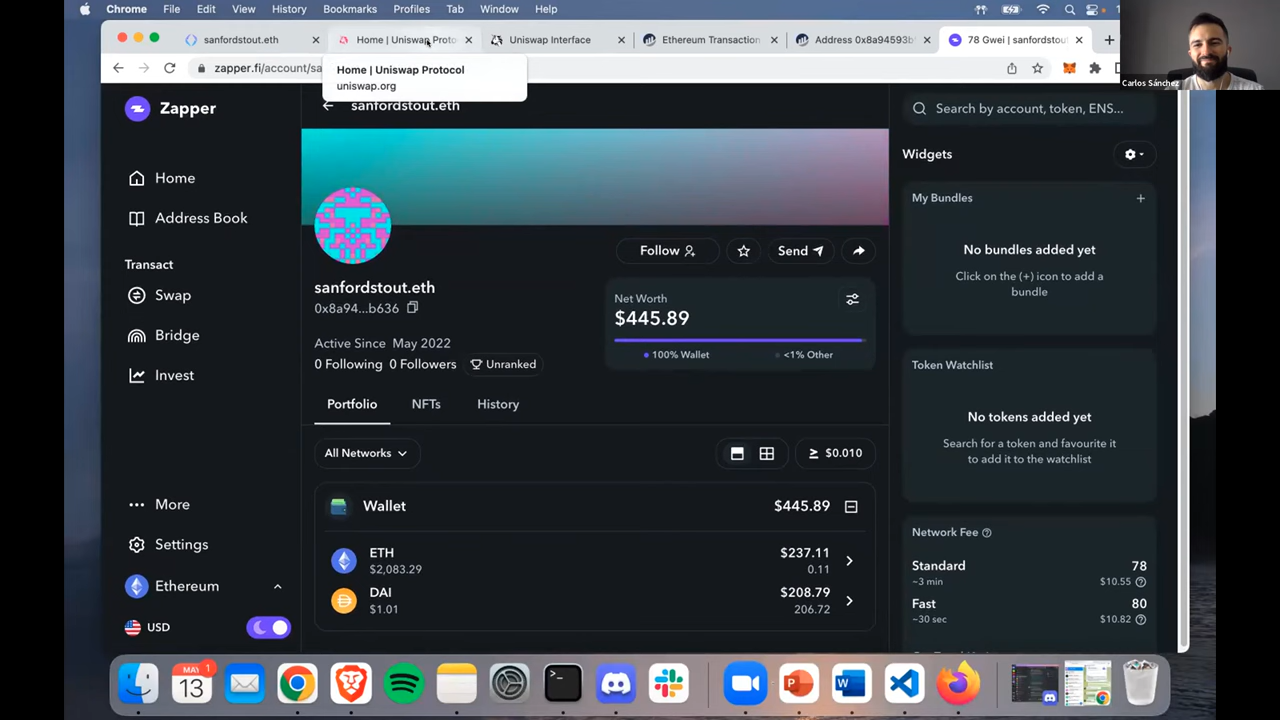 Chrome File Edit View History Bookmarks Profiles Tab Window Help
sanfordstout.eth
Home | Uniswap Proto
Uniswap Interface
Ethereum Transaction
Address 0x8a94593b
78 Gwei | sanfordstou
zapper.fi/account/sa
Home | Uniswap Protocol
uniswap.org
Carlos Sánchez
Zapper
Home
Address Book
Transact
Swap
Bridge
Invest
More
Settings
Ethereum
USD
sanfordstout.eth
Follow
Send
sanfordstout.eth
0x8a94...b636
Active Since May 2022
0 Following 0 Followers Unranked
Net Worth
$445.89
100% Wallet <1% Other
Portfolio NFTs History
All Networks
≥ $0.010
Wallet $445.89
ETH $237.11
$2,083.29 0.11
DAI $208.79
$1.01 206.72
Search by account, token, ENS...
Widgets
My Bundles
No bundles added yet
Click on the (+) icon to add a
bundle
Token Watchlist
No tokens added yet
Search for a token and favourite it
to add it to the watchlist
Network Fee
Standard 78
~3 min $10.55
Fast 80
~30 sec $10.82
MAY 1
13